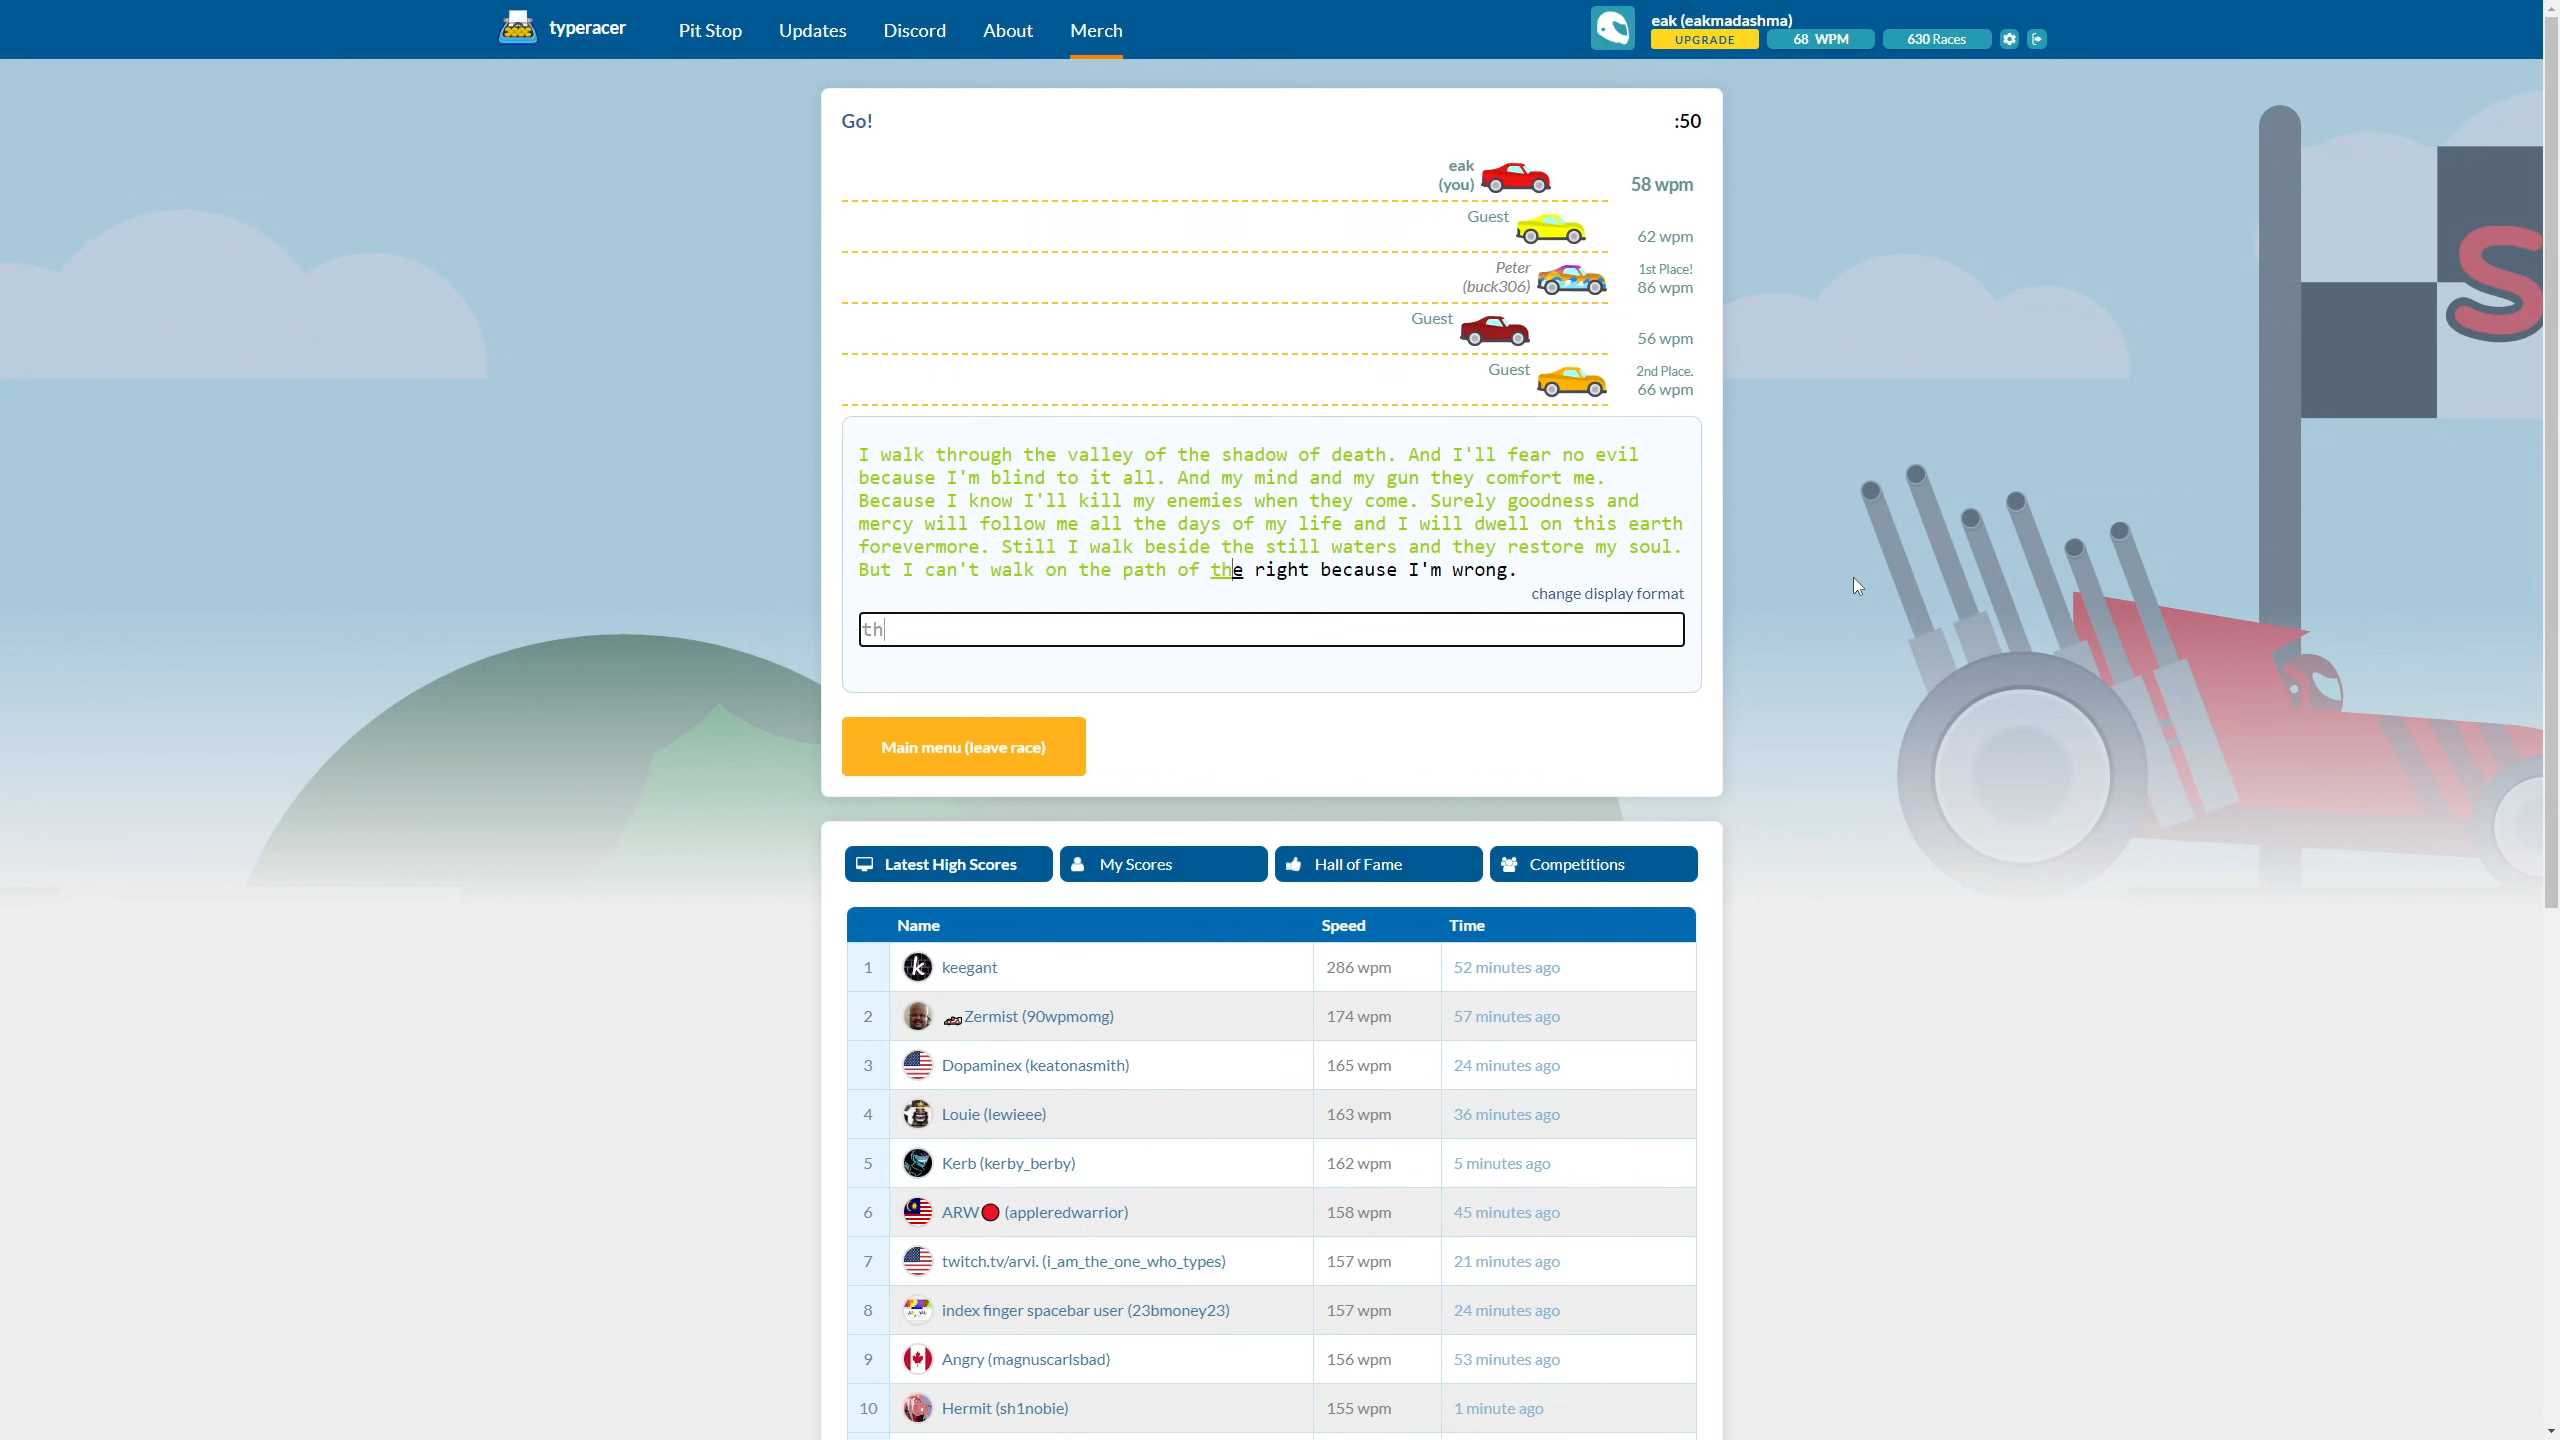 typeracer
Pit Stop
Updates
Discord
About
Merch
eak (eakmadashma)
UPGRADE
68 WPM
630 Races
Go!
:50
eak
(you)
58 wpm
Guest
62 wpm
Peter
(buck306)
1st Place!
86 wpm
Guest
56 wpm
Guest
2nd Place.
66 wpm
I walk through the valley of the shadow of death. And I'll fear no evil
because I'm blind to it all. And my mind and my gun they comfort me.
Because I know I'll kill my enemies when they come. Surely goodness and
mercy will follow me all the days of my life and I will dwell on this earth
forevermore. Still I walk beside the still waters and they restore my soul.
But I can't walk on the path of the right because I'm wrong.
change display format
th
Main menu (leave race)
S
Latest High Scores
My Scores
Hall of Fame
Competitions
Name Speed Time
1 keegant 286 wpm 52 minutes ago
2 Zermist (90wpmomg) 174 wpm 57 minutes ago
3 Dopaminex (keatonasmith) 165 wpm 24 minutes ago
4 Louie (lewieee) 163 wpm 36 minutes ago
5 Kerb (kerby_berby) 162 wpm 5 minutes ago
6 ARW🔴 (appleredwarrior) 158 wpm 45 minutes ago
7 twitch.tv/arvi. (i_am_the_one_who_types) 157 wpm 21 minutes ago
8 index finger spacebar user (23bmoney23) 157 wpm 24 minutes ago
9 Angry (magnuscarlsbad) 156 wpm 53 minutes ago
10 Hermit (sh1nobie) 155 wpm 1 minute ago